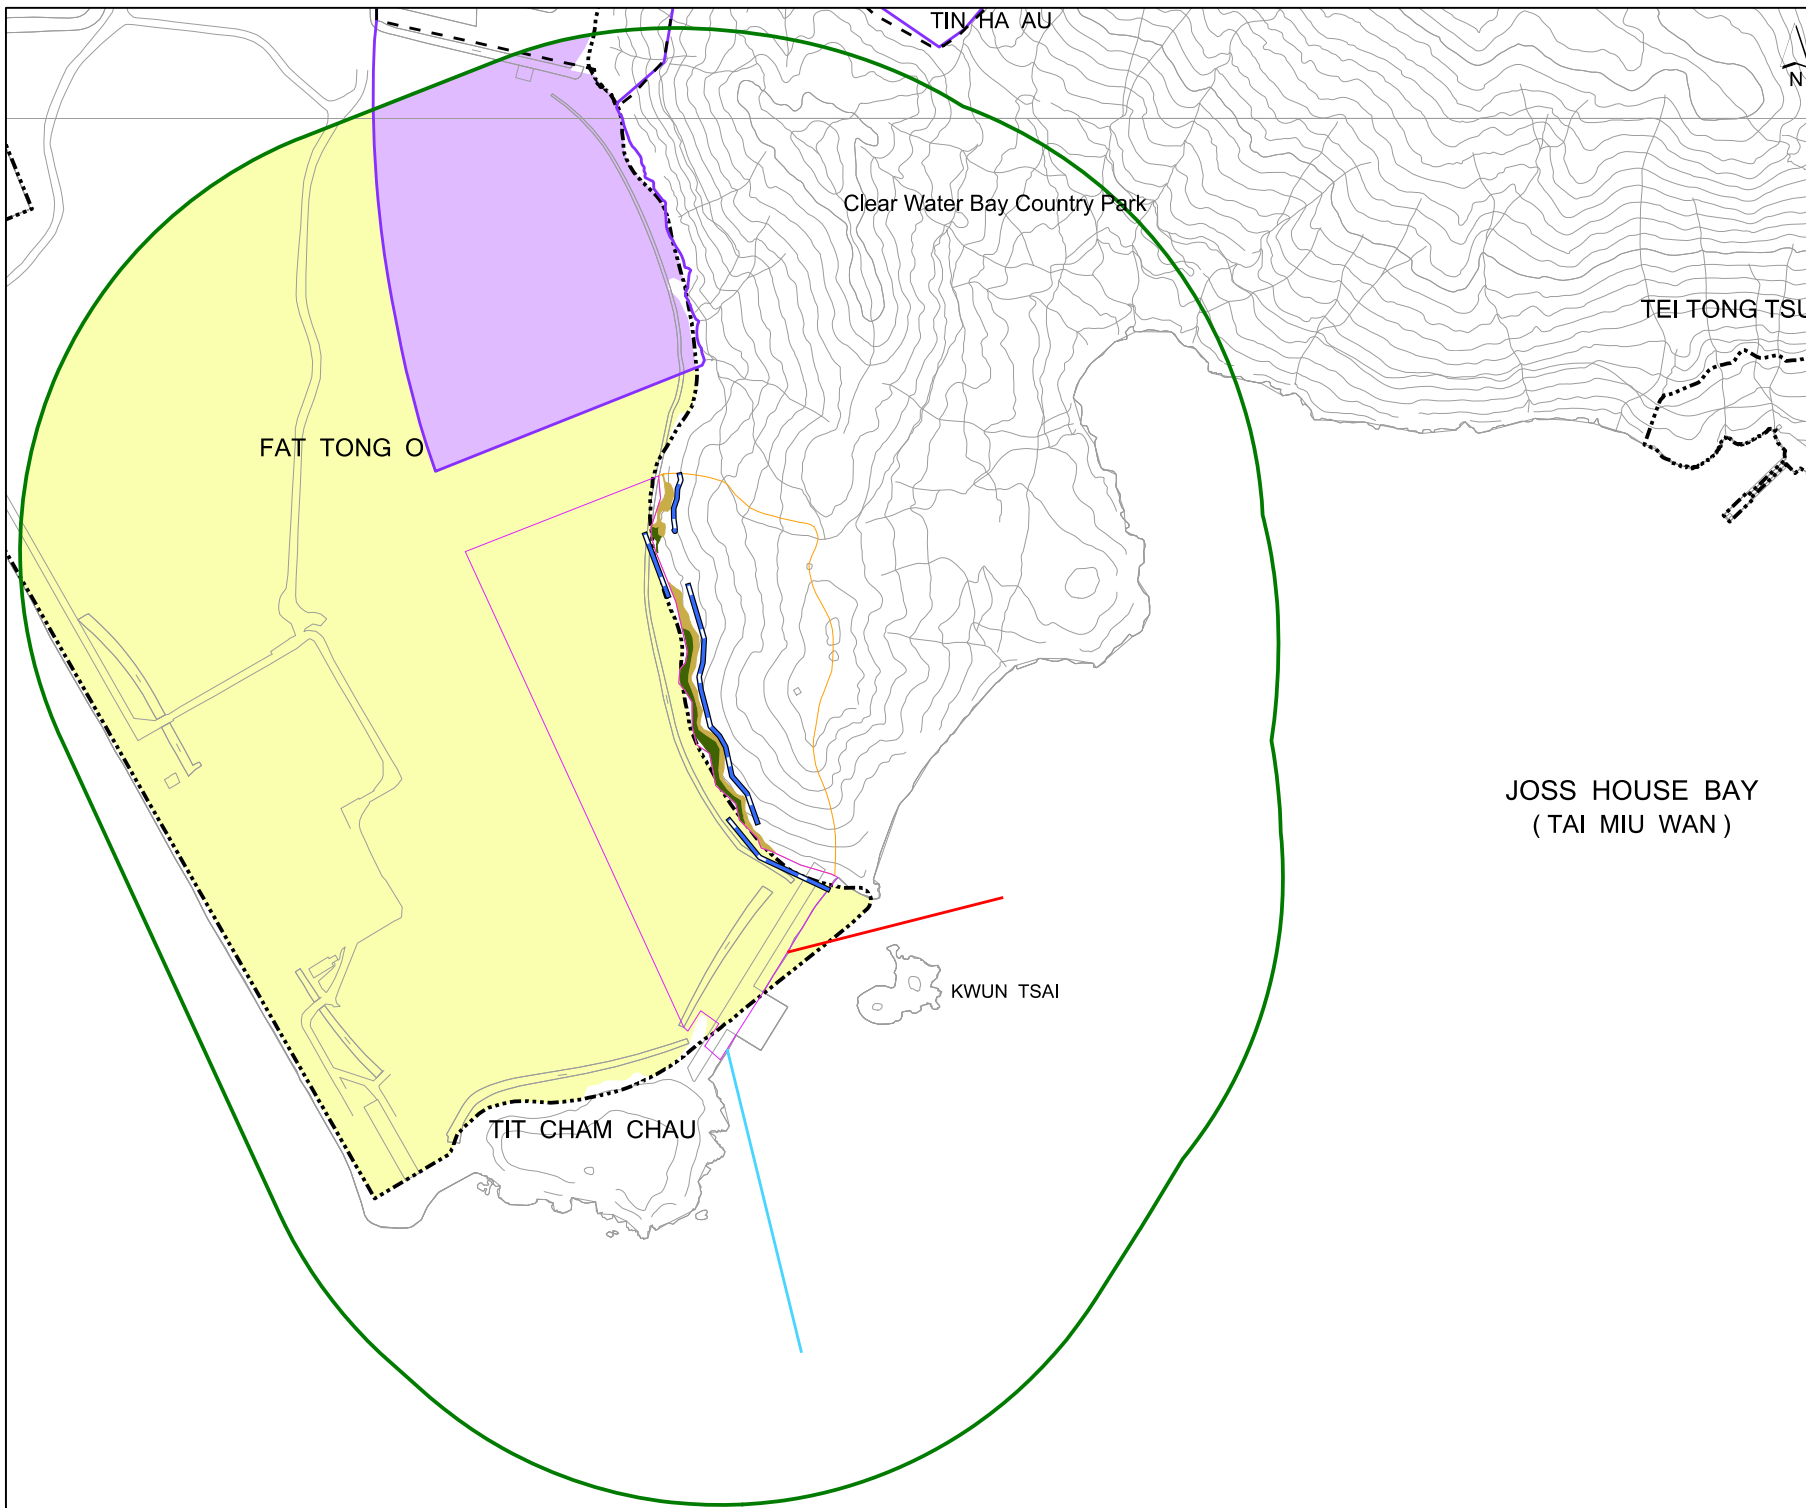 TIN HA AU
N
Clear Water Bay Country Park
TEI TONG TSU
FAT TONG O
JOSS HOUSE BAY
( TAI MIU WAN )
KWUN TSAI
TIT CHAM CHAU